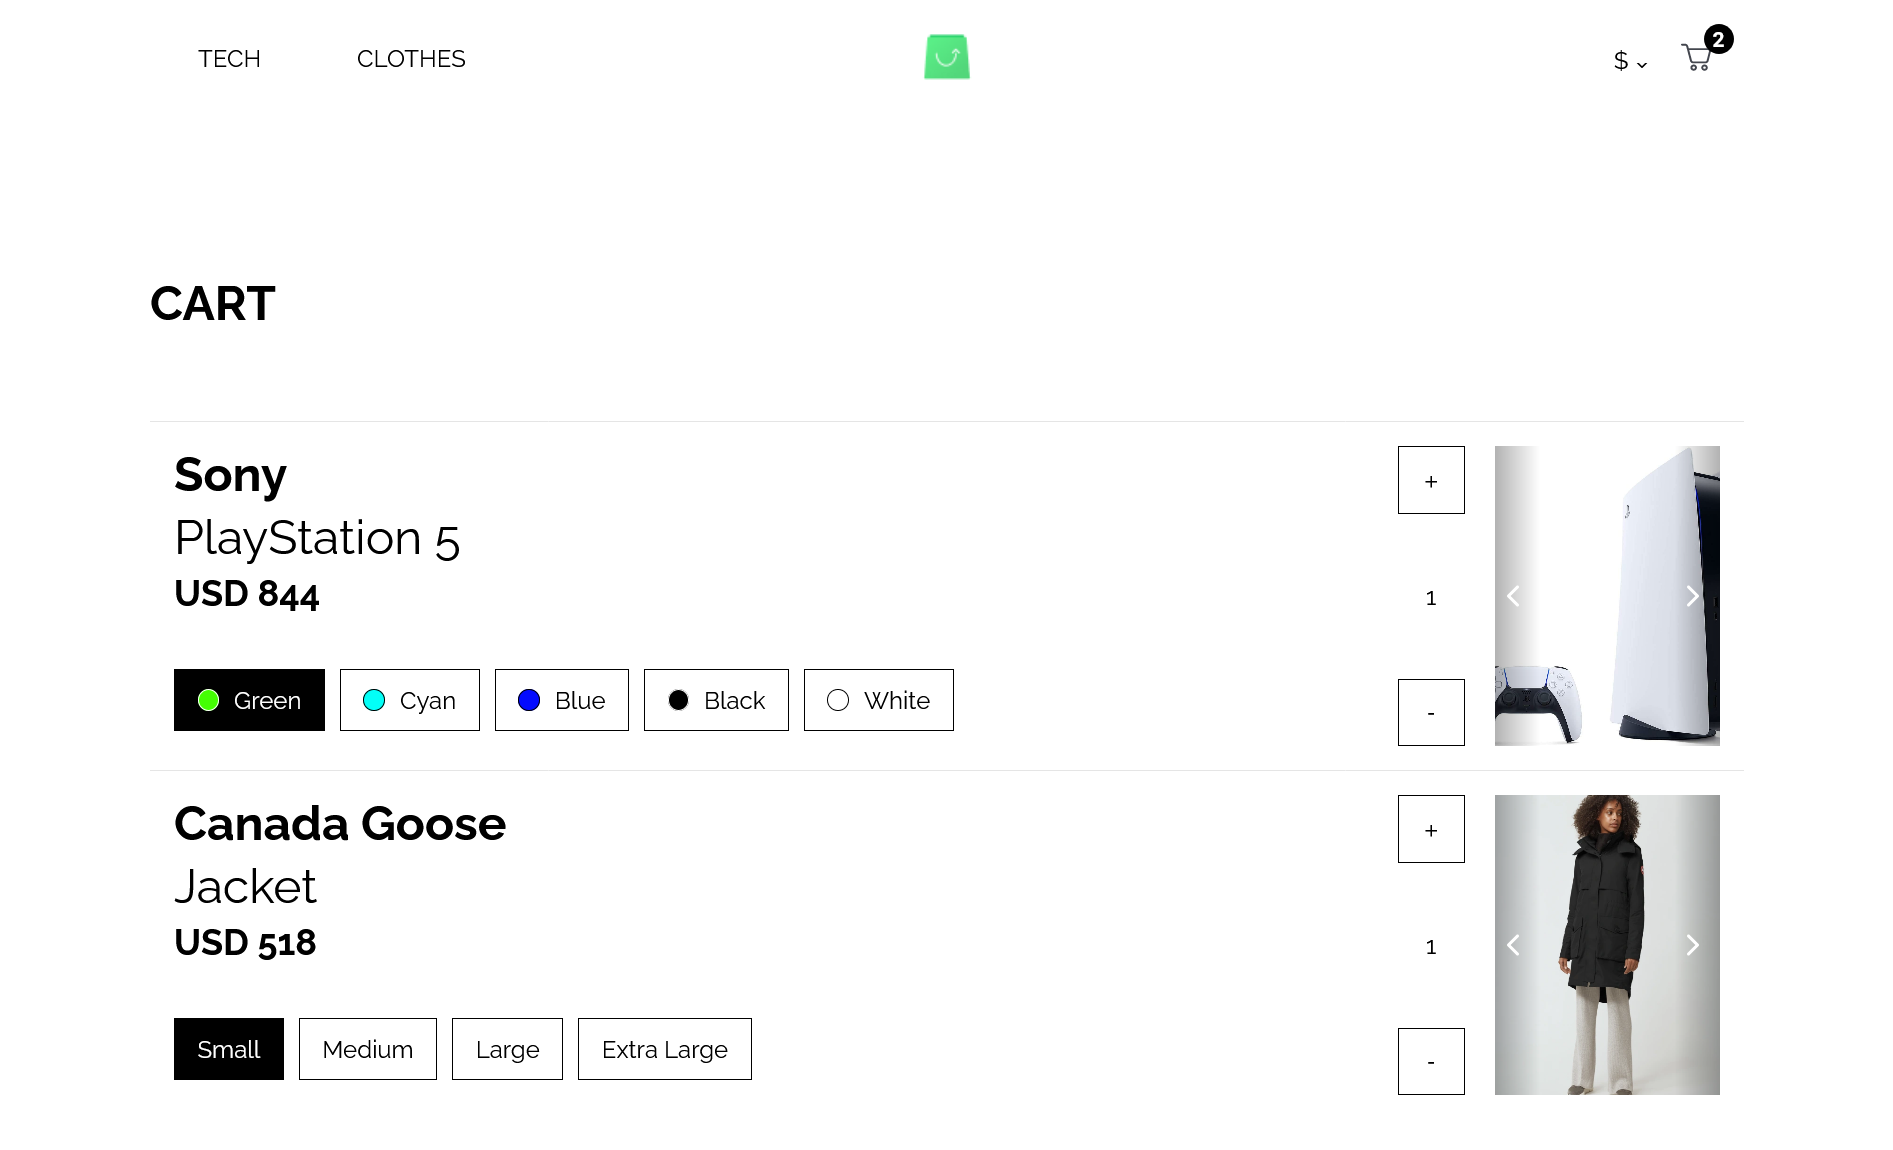 TECH CLOTHES $ 2
CART
Sony
PlayStation 5
USD 844
Green Cyan Blue Black White
+
1
-
Canada Goose
Jacket
USD 518
Small Medium Large Extra Large
+
1
-